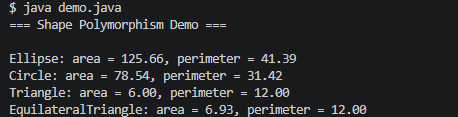 $ java demo.java
=== Shape Polymorphism Demo ===
Ellipse: area = 125.66, perimeter = 41.39
Circle: area = 78.54, perimeter = 31.42
Triangle: area = 6.00, perimeter = 12.00
EquilateralTriangle: area = 6.93, perimeter = 12.00